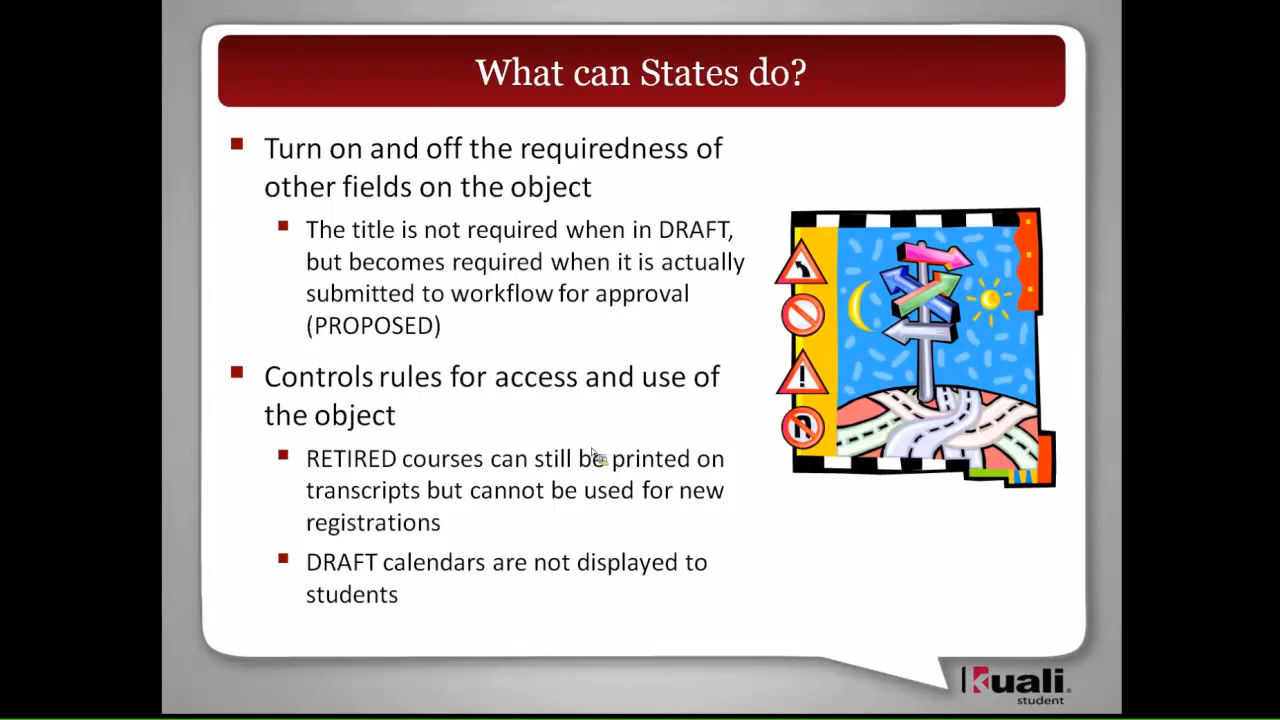 What can States do?
Turn on and off the requiredness of
other fields on the object
The title is not required when in DRAFT,
but becomes required when it is actually
submitted to workflow for approval
(PROPOSED)
Controls rules for access and use of
the object
RETIRED courses can still be printed on
transcripts but cannot be used for new
registrations
DRAFT calendars are not displayed to
students
!
kuali
student